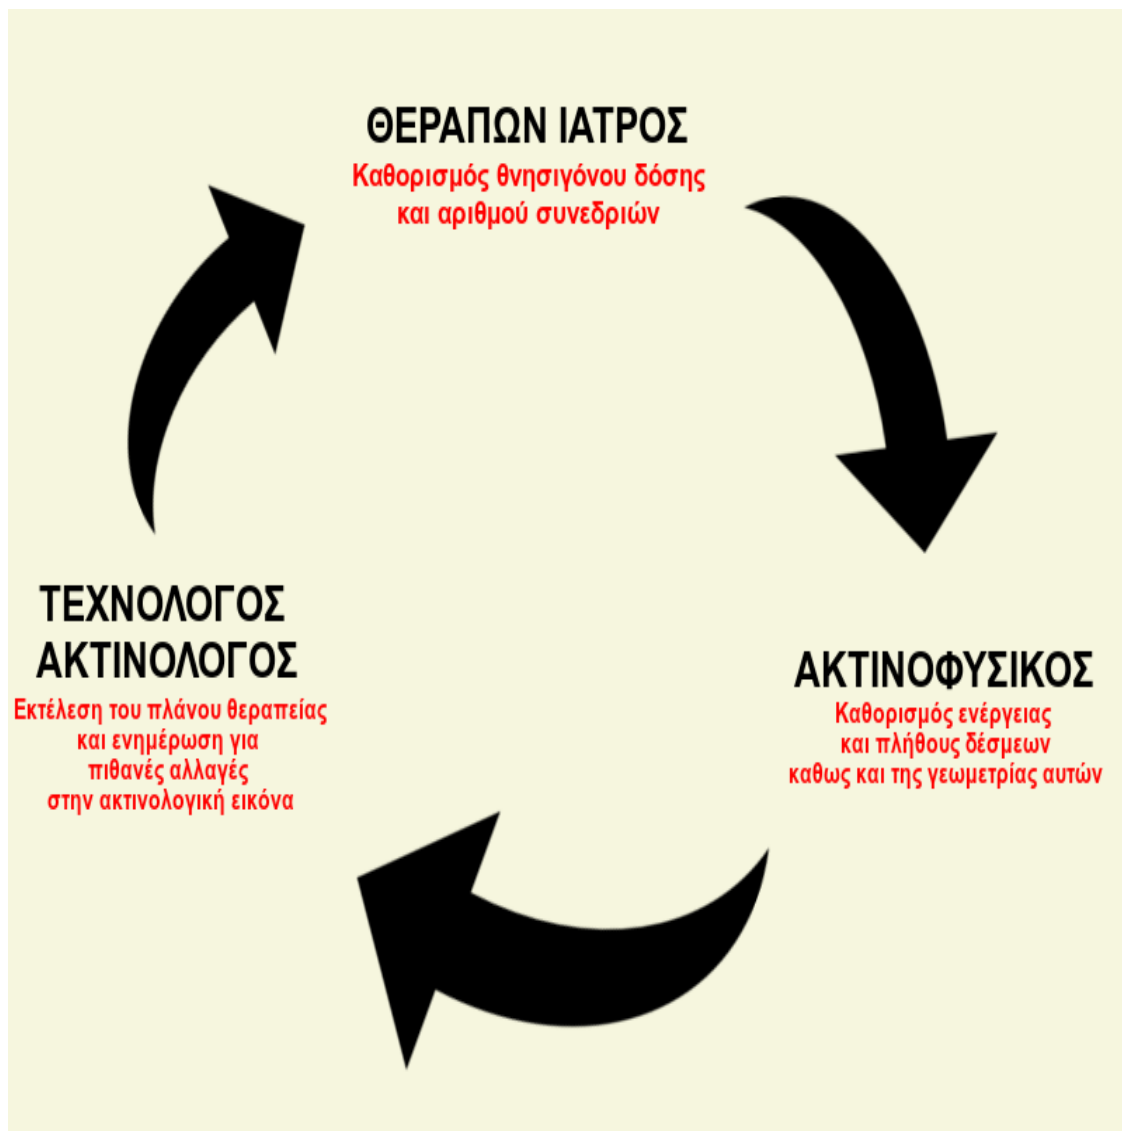 ΘΕΡΑΠΩΝ ΙΑΤΡΟΣ
Καθορισμός θνησιγόνου δόσης
και αριθμού συνεδριών
ΤΕΧΝΟΛΟΓΟΣ
ΑΚΤΙΝΟΛΟΓΟΣ
Εκτέλεση του πλάνου θεραπείας
και ενημέρωση για
πιθανές αλλαγές
στην ακτινολογική εικόνα
ΑΚΤΙΝΟΦΥΣΙΚΟΣ
Καθορισμός ενέργειας
και πλήθους δέσμεων
καθως και της γεωμετρίας αυτών